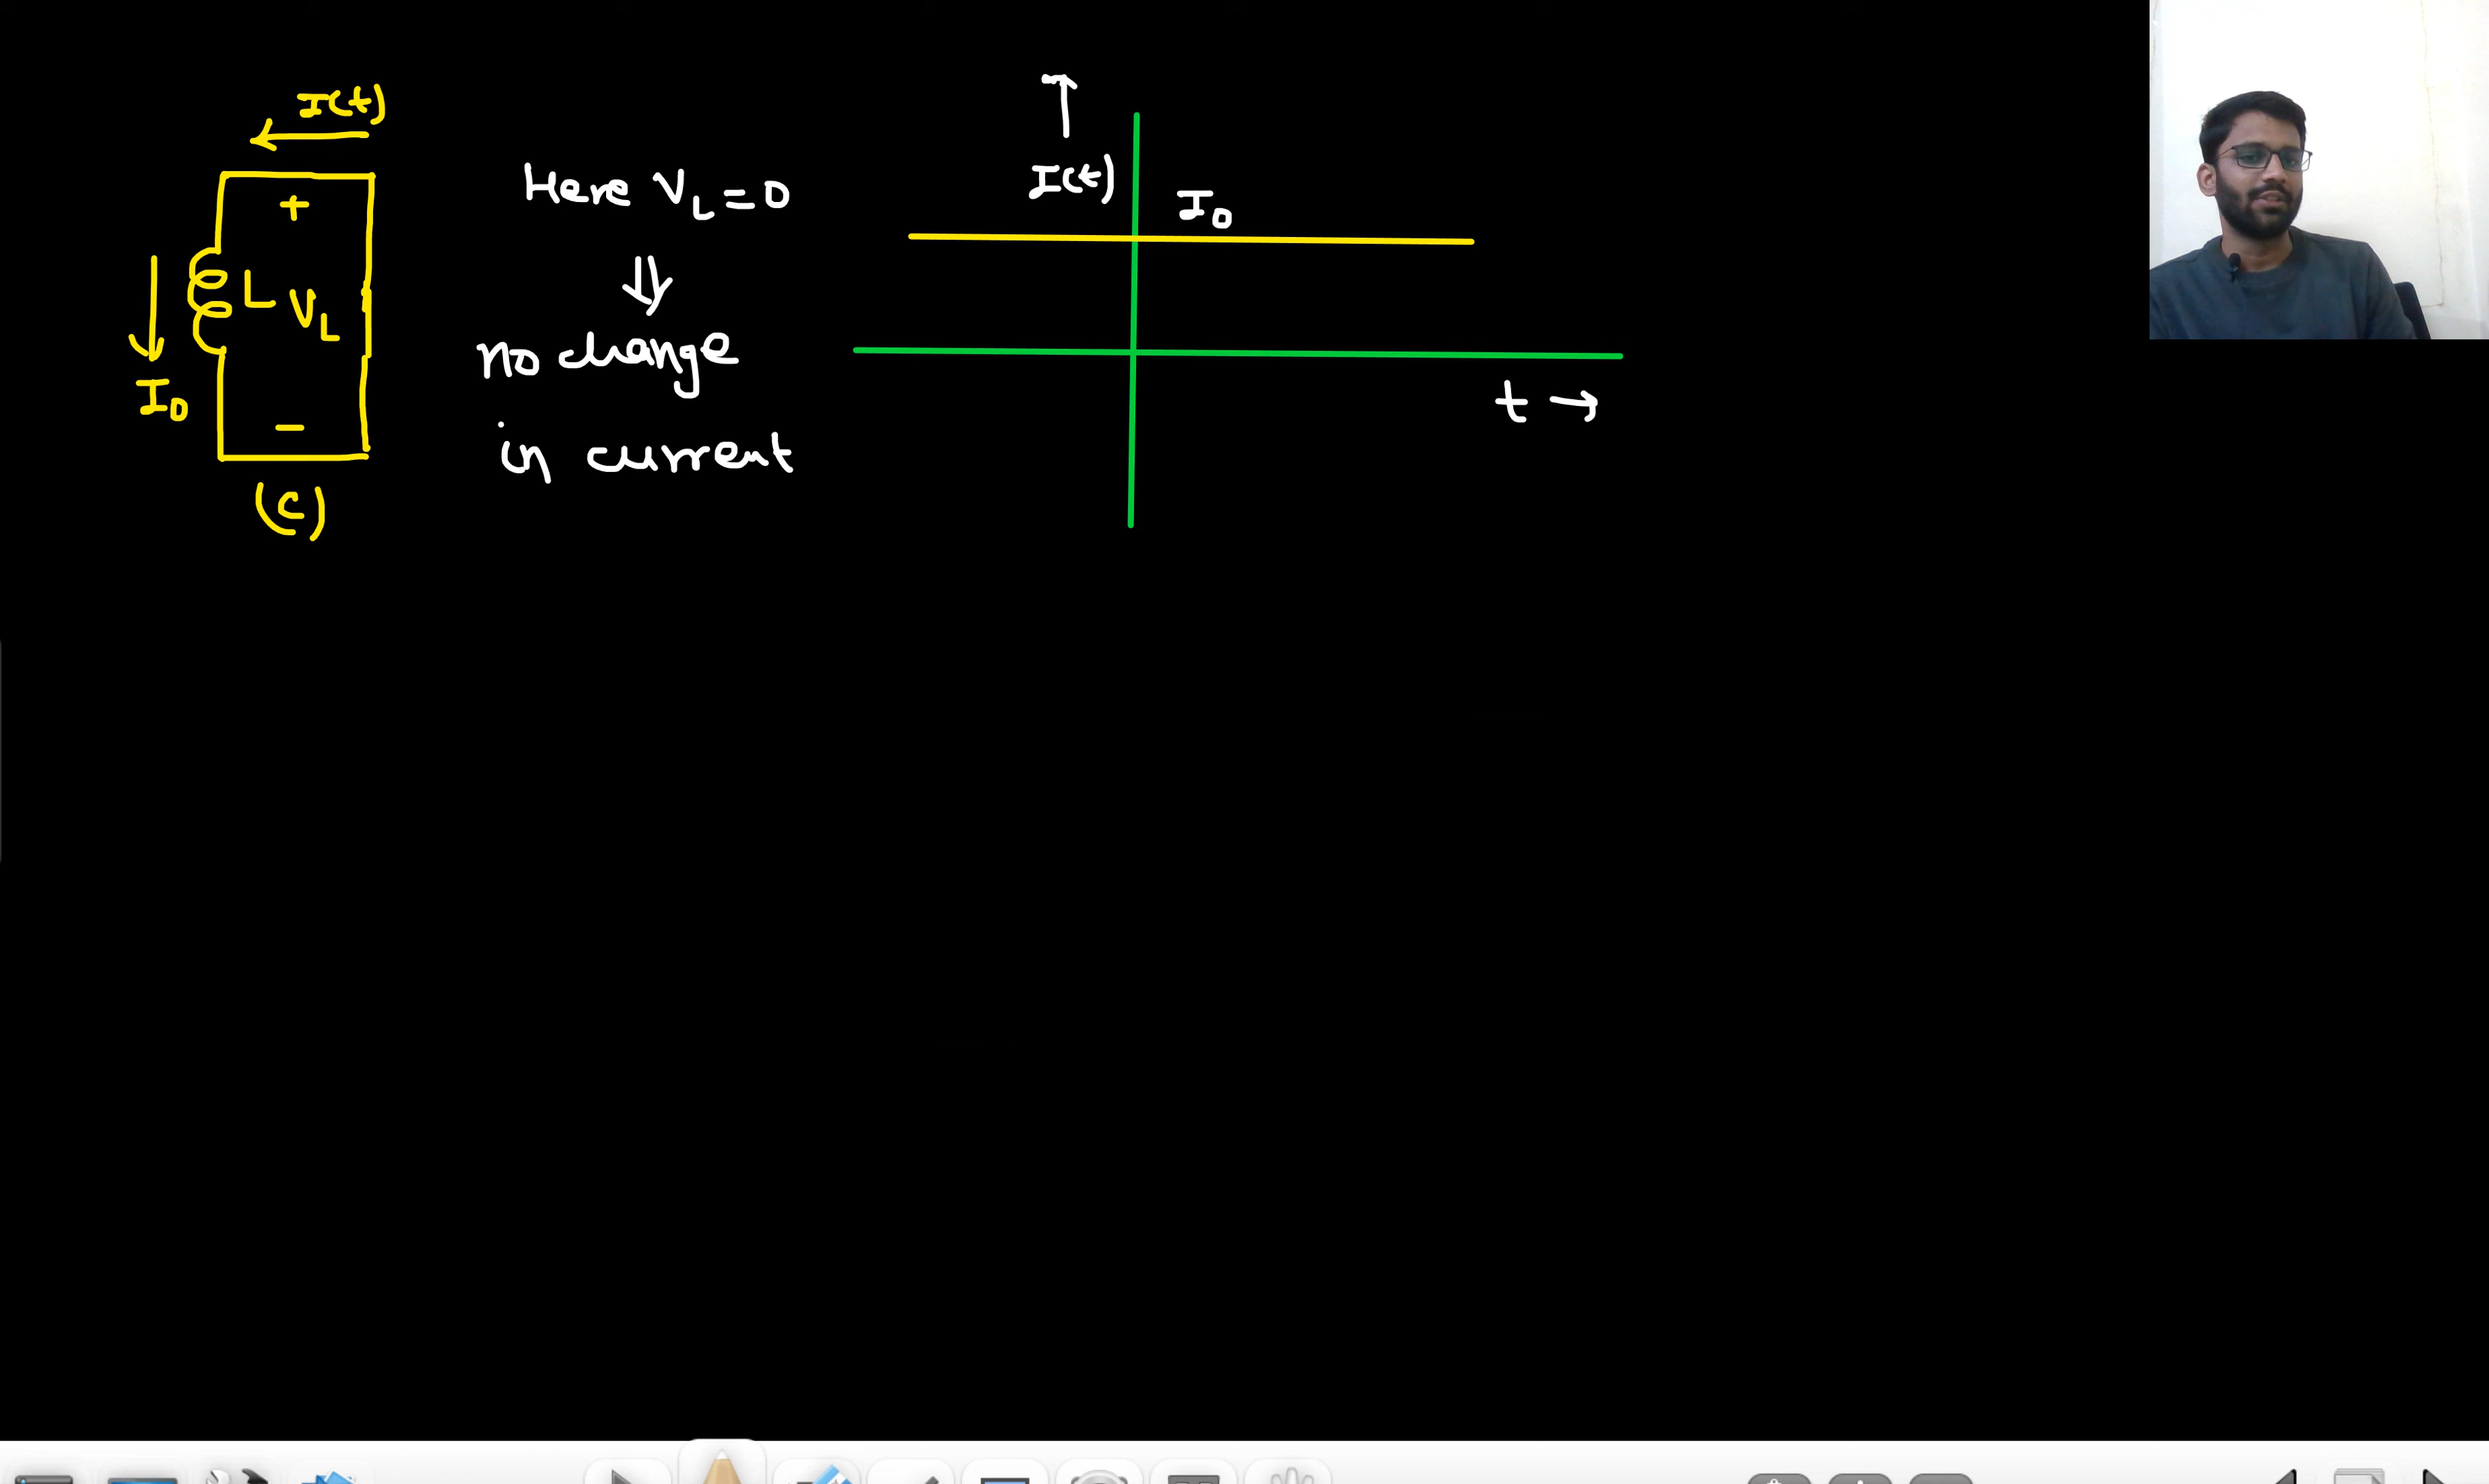 I(t)
+
L
V_L
I_0
-
(c)
Here V_L = 0
⇓
no change
in current
↑
I(t)
I_0
t →